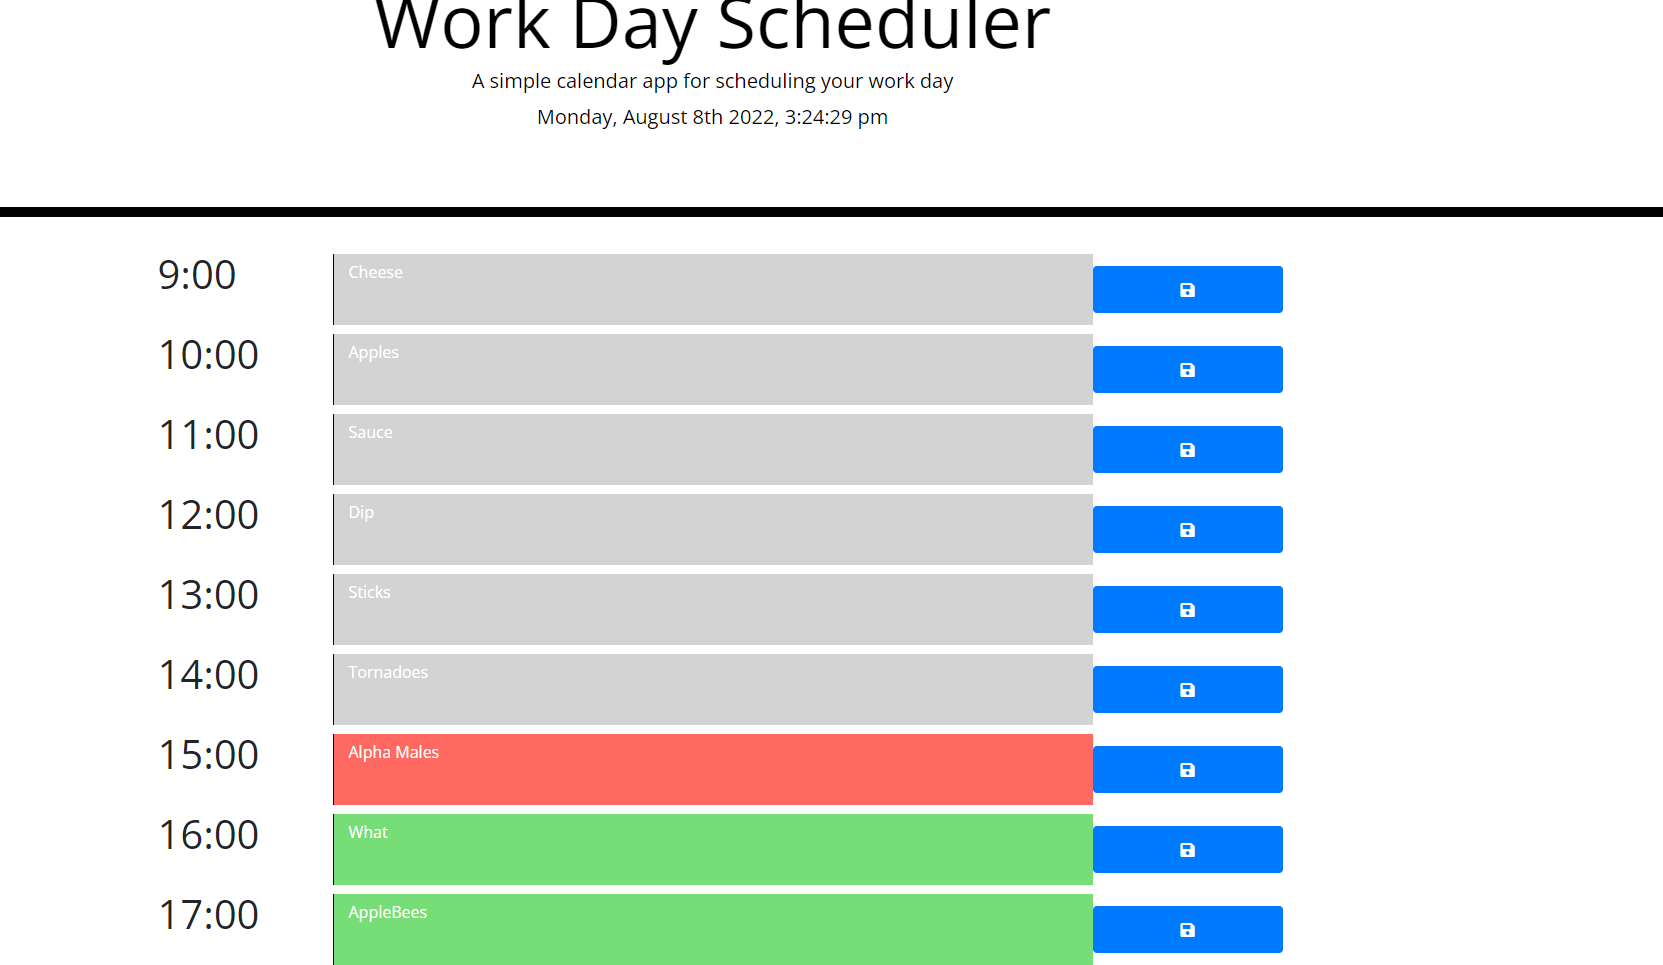 Work Day Scheduler
A simple calendar app for scheduling your work day
Monday, August 8th 2022, 3:24:29 pm
9:00 Cheese
10:00 Apples
11:00 Sauce
12:00 Dip
13:00 Sticks
14:00 Tornadoes
15:00 Alpha Males
16:00 What
17:00 AppleBees